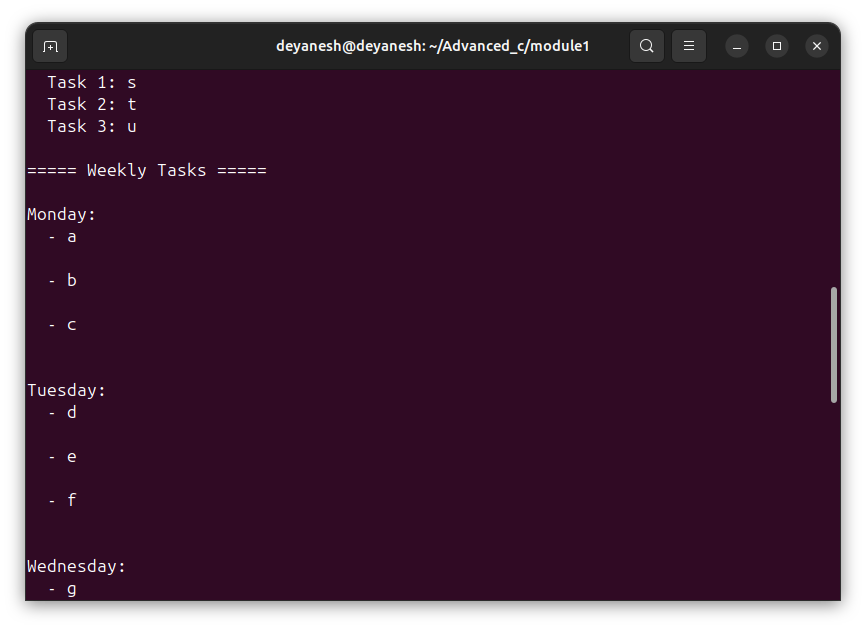 deyanesh@deyanesh: ~/Advanced_c/module1
Task 1: s
Task 2: t
Task 3: u
===== Weekly Tasks =====
Monday:
- a
- b
- c
Tuesday:
- d
- e
- f
Wednesday:
- g